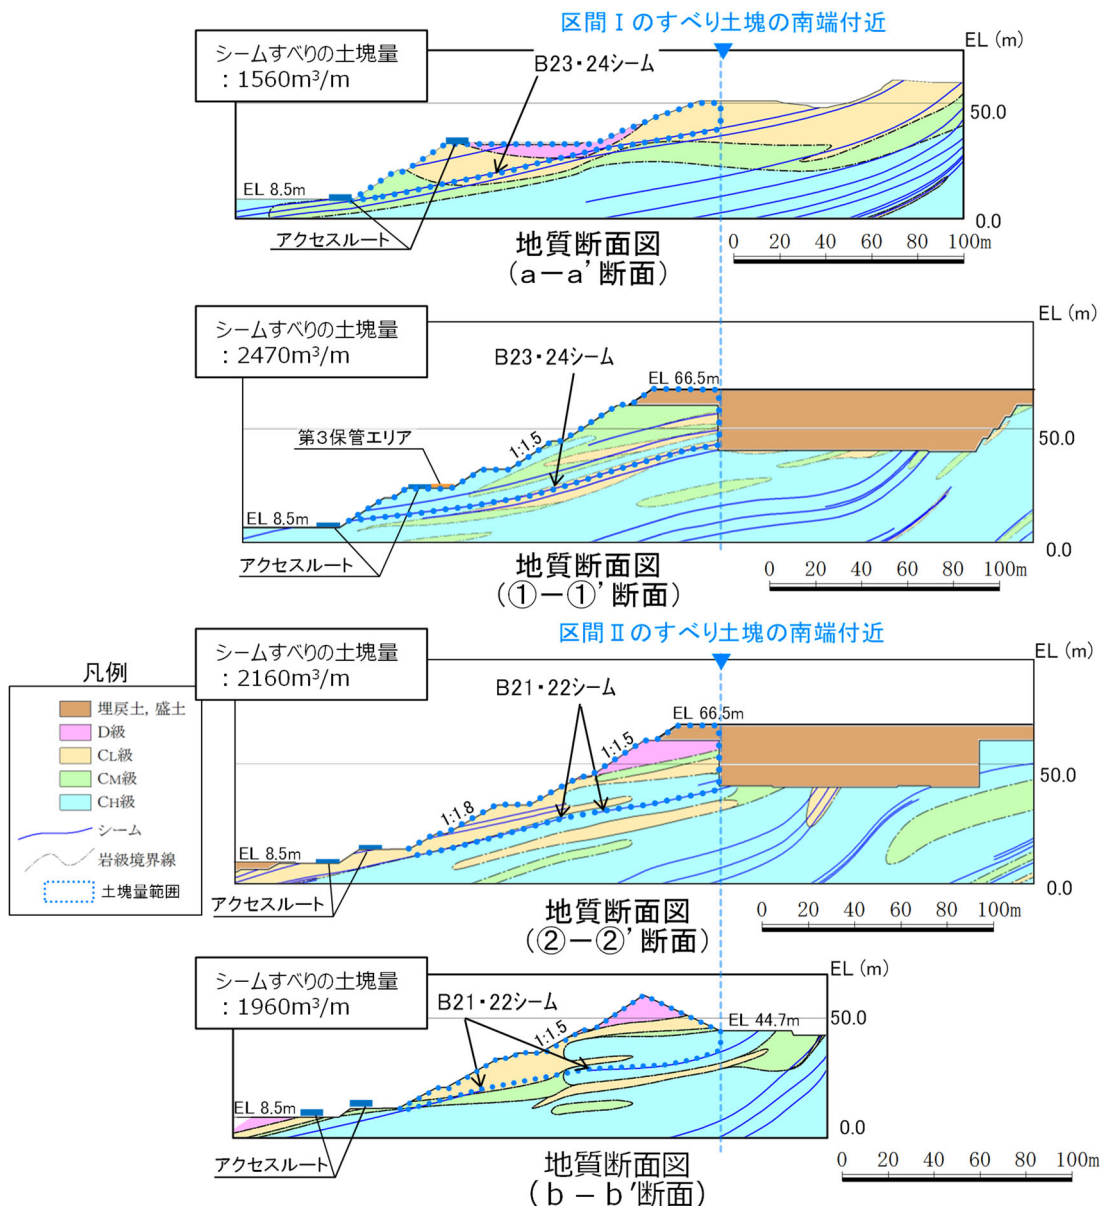 区間Ⅰのすべり土塊の南端付近
シームすべりの土塊量
：1560m³/m
B23・24シーム
EL (m)
50.0
EL 8.5m
0.0
アクセスルート
地質断面図
(a－a’断面)
0 20 40 60 80 100m
シームすべりの土塊量
：2470m³/m
B23・24シーム
EL (m)
EL 66.5m
第3保管エリア
1:1.5
50.0
EL 8.5m
0.0
アクセスルート
地質断面図
(①－①’断面)
0 20 40 60 80 100m
区間Ⅱのすべり土塊の南端付近
シームすべりの土塊量
：2160m³/m
B21・22シーム
EL (m)
EL 66.5m
1:1.5
1:1.8
50.0
EL 8.5m
0.0
アクセスルート
地質断面図
(②－②’断面)
0 20 40 60 80 100m
凡例
埋戻土，盛土
D級
CL級
CM級
CH級
シーム
岩級境界線
土塊量範囲
シームすべりの土塊量
：1960m³/m
B21・22シーム
EL (m)
1:1.5
EL 44.7m
50.0
EL 8.5m
0.0
アクセスルート
地質断面図
(ｂ－ｂ’断面)
0 20 40 60 80 100m